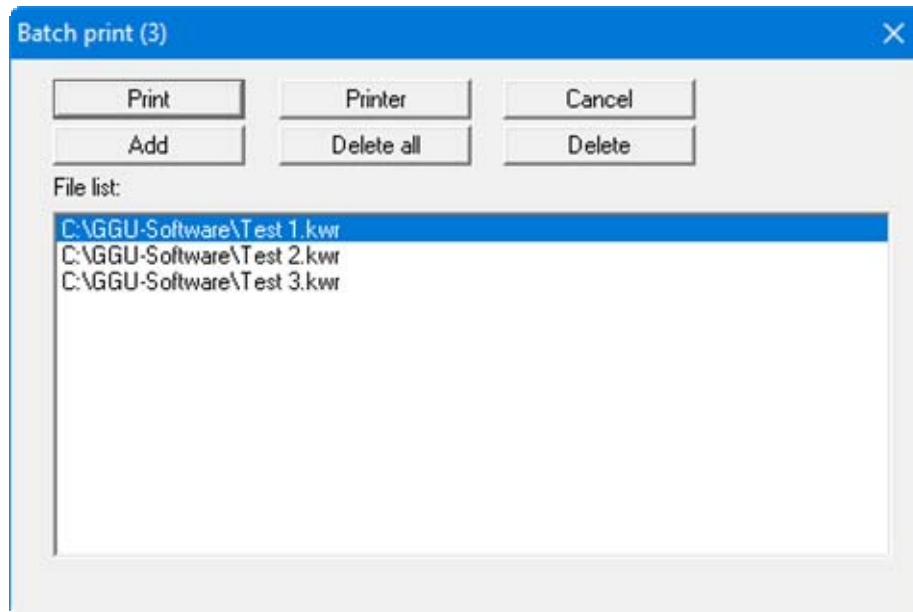 Batch print (3)
Print Printer Cancel
Add Delete all Delete
File list:
C:\GGU-Software\Test 1.kwr
C:\GGU-Software\Test 2.kwr
C:\GGU-Software\Test 3.kwr